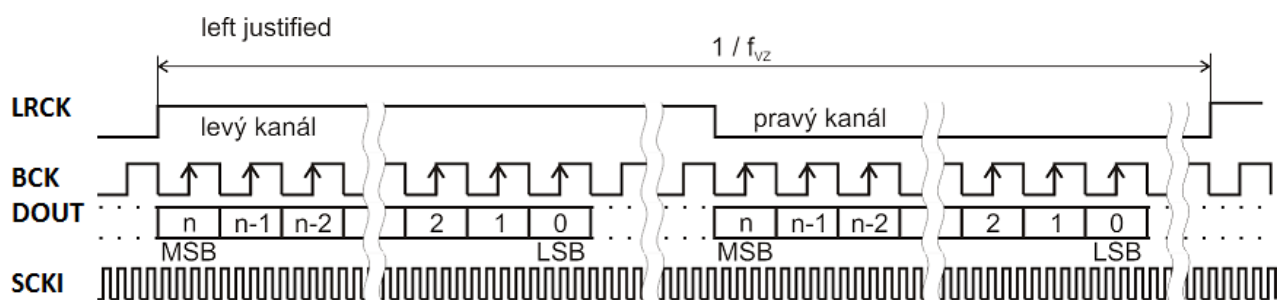 left justified
1 / fvz
LRCK
levý kanál
pravý kanál
BCK
DOUT
n n-1 n-2 2 1 0 n n-1 n-2 2 1 0
MSB LSB MSB LSB
SCKI